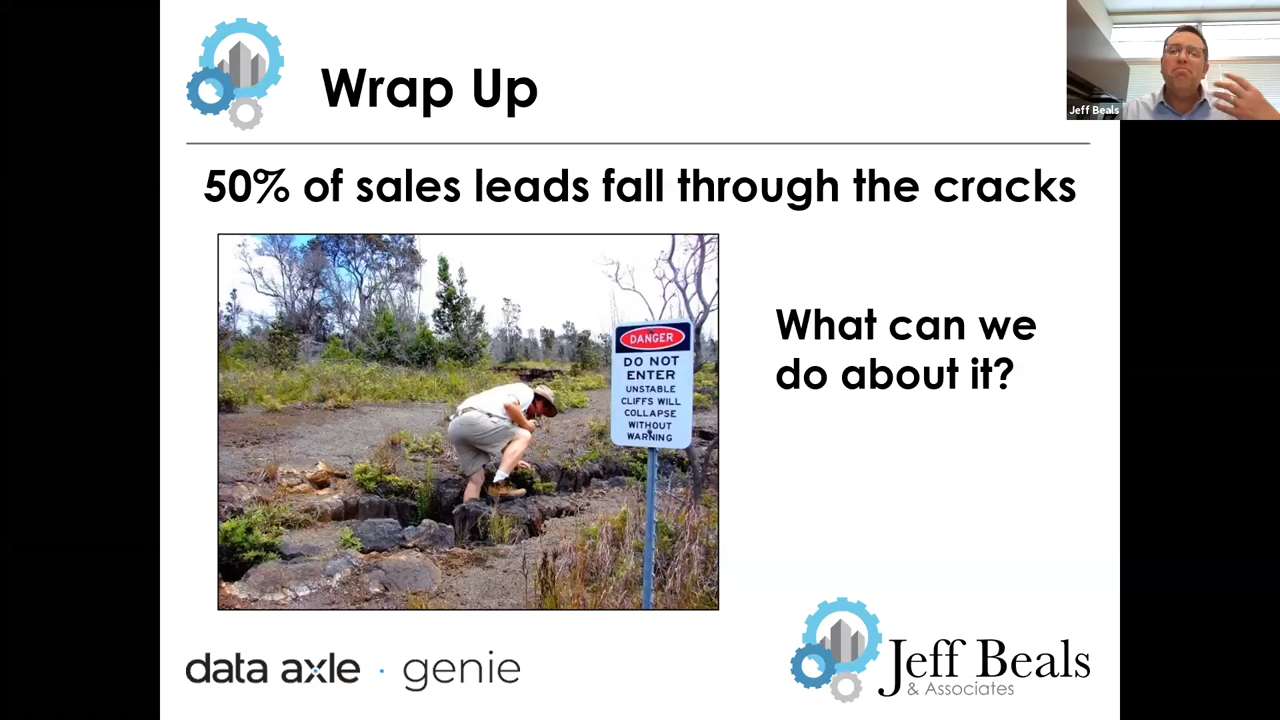 Wrap Up
Jeff Beals
50% of sales leads fall through the cracks
What can we
do about it?
DANGER
DO NOT
ENTER
UNSTABLE
CLIFFS WILL
COLLAPSE
WITHOUT
WARNING
data axle · genie
Jeff Beals
& Associates